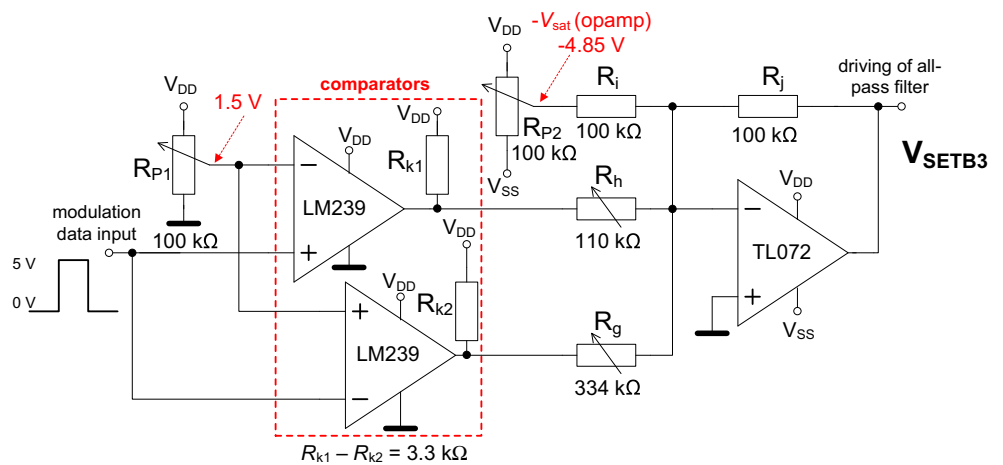 -Vsat (opamp)
-4.85 V
VDD
Ri
100 kΩ
Rj
100 kΩ
driving of all-
pass filter
VSETB3
comparators
VDD
1.5 V
RP1
100 kΩ
VDD
Rk1
VDD
LM239
−
+
RP2
100 kΩ
VSS
Rh
110 kΩ
VDD
−
TL072
+
VSS
modulation
data input
5 V
0 V
VDD
Rk2
VDD
+
LM239
−
Rg
334 kΩ
Rk1 – Rk2 = 3.3 kΩ